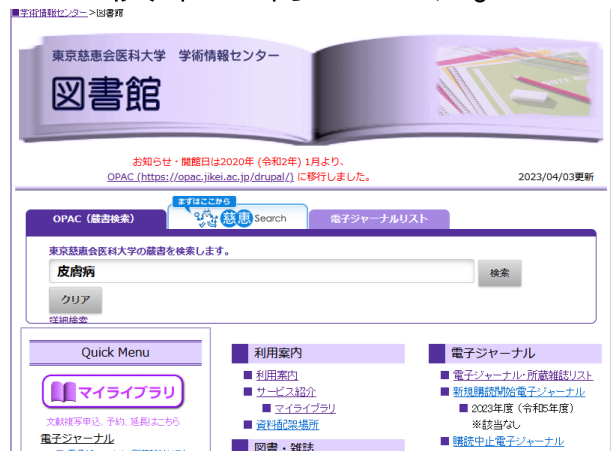 ■学術情報センター>図書館
東京慈恵会医科大学 学術情報センター
図書館
NOTE BOOK
お知らせ・開館日は2020年 (令和2年) 1月より、
OPAC (https://opac.jikei.ac.jp/drupal/) に移行しました。
2023/04/03更新
まずはここから
OPAC（蔵書検索） 慈恵Search 電子ジャーナルリスト
東京慈恵会医科大学の蔵書を検索します。
皮膚病 検索
クリア
詳細検索
Quick Menu
マイライブラリ
文献複写申込、予約、延長はこちら
電子ジャーナル
利用案内
■ 利用案内
■ サービス紹介
■ マイライブラリ
■ 資料配架場所
図書・雑誌
電子ジャーナル
■ 電子ジャーナル・所蔵雑誌リスト
■ 新規購読開始電子ジャーナル
■ 2023年度（令和5年度）
※該当なし
■ 購読中止電子ジャーナル